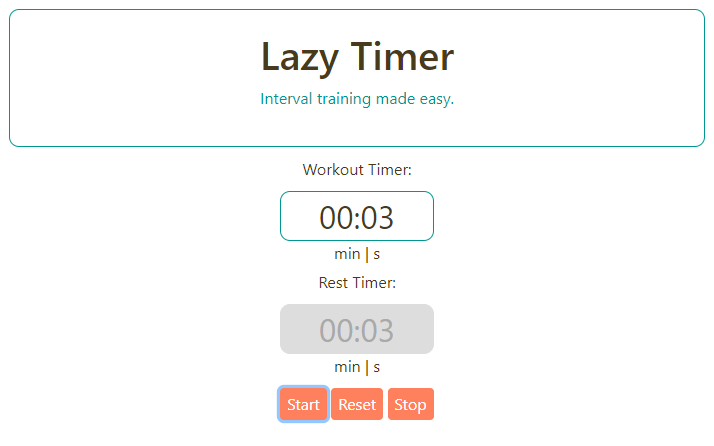 Lazy Timer
Interval training made easy.
Workout Timer:
00:03
min | s
Rest Timer:
00:03
min | s
Start Reset Stop